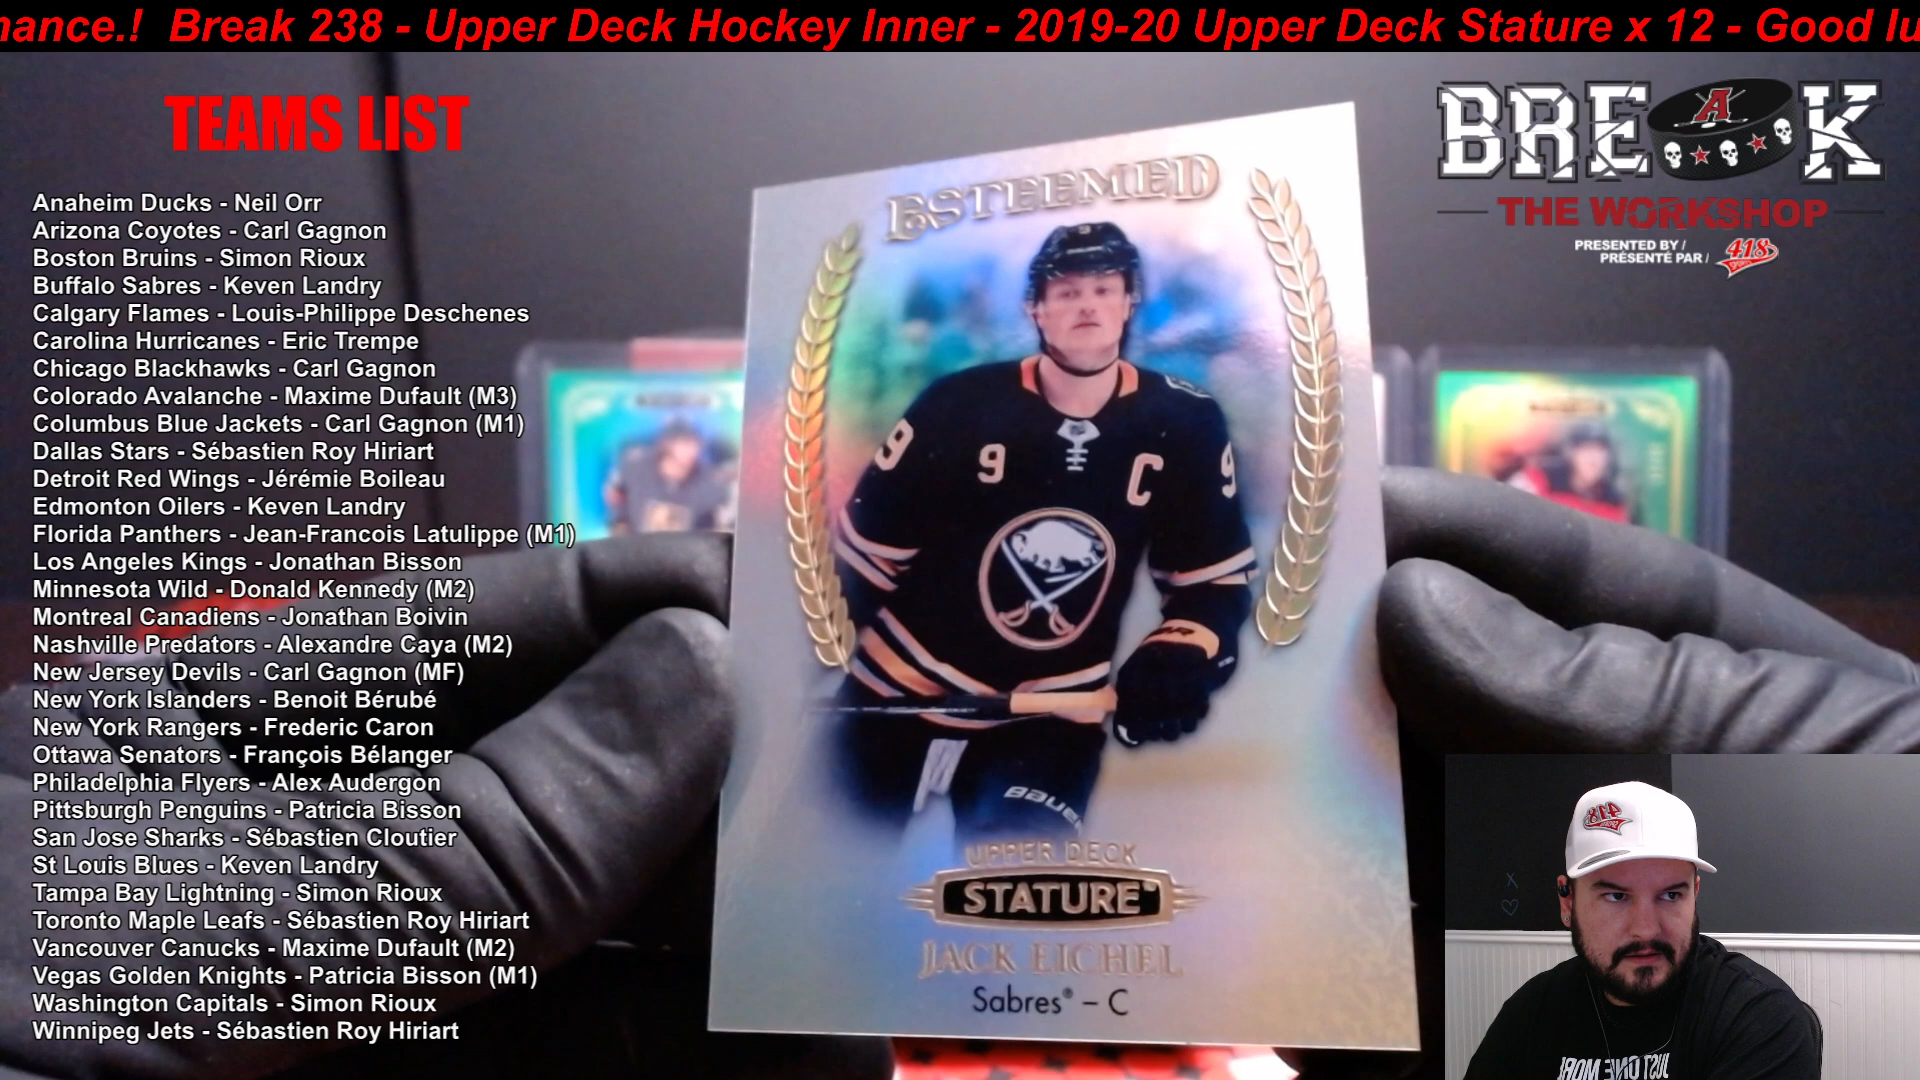 nance.! Break 238 - Upper Deck Hockey Inner - 2019-20 Upper Deck Stature x 12 - Good lu
TEAMS LIST
Anaheim Ducks - Neil Orr
Arizona Coyotes - Carl Gagnon
Boston Bruins - Simon Rioux
Buffalo Sabres - Keven Landry
Calgary Flames - Louis-Philippe Deschenes
Carolina Hurricanes - Eric Trempe
Chicago Blackhawks - Carl Gagnon
Colorado Avalanche - Maxime Dufault (M3)
Columbus Blue Jackets - Carl Gagnon (M1)
Dallas Stars - Sébastien Roy Hiriart
Detroit Red Wings - Jérémie Boileau
Edmonton Oilers - Keven Landry
Florida Panthers - Jean-Francois Latulippe (M1)
Los Angeles Kings - Jonathan Bisson
Minnesota Wild - Donald Kennedy (M2)
Montreal Canadiens - Jonathan Boivin
Nashville Predators - Alexandre Caya (M2)
New Jersey Devils - Carl Gagnon (MF)
New York Islanders - Benoit Bérubé
New York Rangers - Frederic Caron
Ottawa Senators - François Bélanger
Philadelphia Flyers - Alex Audergon
Pittsburgh Penguins - Patricia Bisson
San Jose Sharks - Sébastien Cloutier
St Louis Blues - Keven Landry
Tampa Bay Lightning - Simon Rioux
Toronto Maple Leafs - Sébastien Roy Hiriart
Vancouver Canucks - Maxime Dufault (M2)
Vegas Golden Knights - Patricia Bisson (M1)
Washington Capitals - Simon Rioux
Winnipeg Jets - Sébastien Roy Hiriart
ESTEEMED
9
9 9 C 9
BAUER
UPPER DECK
STATURE™
JACK EICHEL
Sabres® – C
BREAK
THE WORKSHOP
PRESENTED BY /
PRÉSENTÉ PAR / 418
418
JUST ONE
MORE